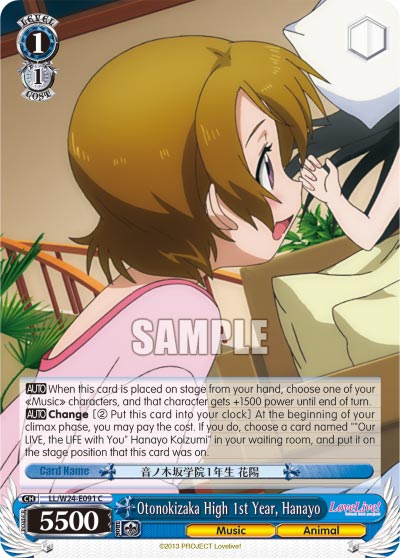 LEVEL
1
1
COST
SAMPLE
AUTO When this card is placed on stage from your hand, choose one of your
«Music» characters, and that character gets +1500 power until end of turn.
AUTO Change [② Put this card into your clock] At the beginning of your
climax phase, you may pay the cost. If you do, choose a card named ""Our
LIVE, the LIFE with You" Hanayo Koizumi" in your waiting room, and put it on
the stage position that this card was on.
Card Name
音ノ木坂学院1年生 花陽
CH
LL/W24-E091 C
Otonokizaka High 1st Year, Hanayo
LoveLive!
POWER
5500
Music
Animal
©2013 PROJECT Lovelive!